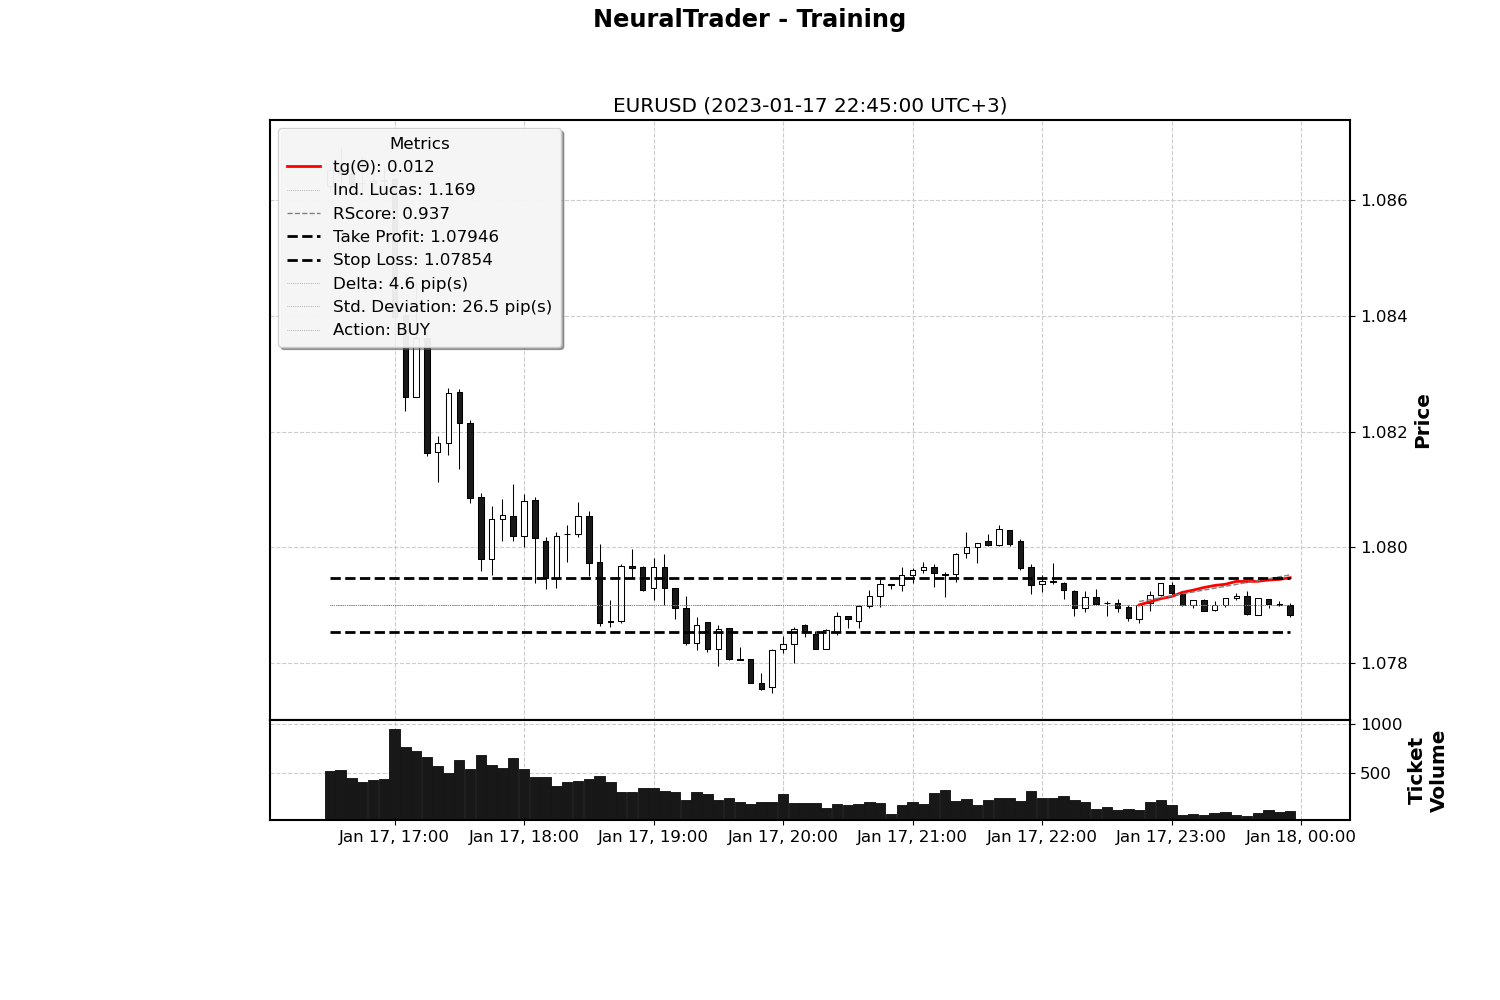 NeuralTrader - Training
EURUSD (2023-01-17 22:45:00 UTC+3)
Metrics
tg(Θ): 0.012
Ind. Lucas: 1.169
RScore: 0.937
Take Profit: 1.07946
Stop Loss: 1.07854
Delta: 4.6 pip(s)
Std. Deviation: 26.5 pip(s)
Action: BUY
1.086
1.084
1.082
1.080
1.078
Price
1000
500
Ticket
Volume
Jan 17, 17:00
Jan 17, 18:00
Jan 17, 19:00
Jan 17, 20:00
Jan 17, 21:00
Jan 17, 22:00
Jan 17, 23:00
Jan 18, 00:00